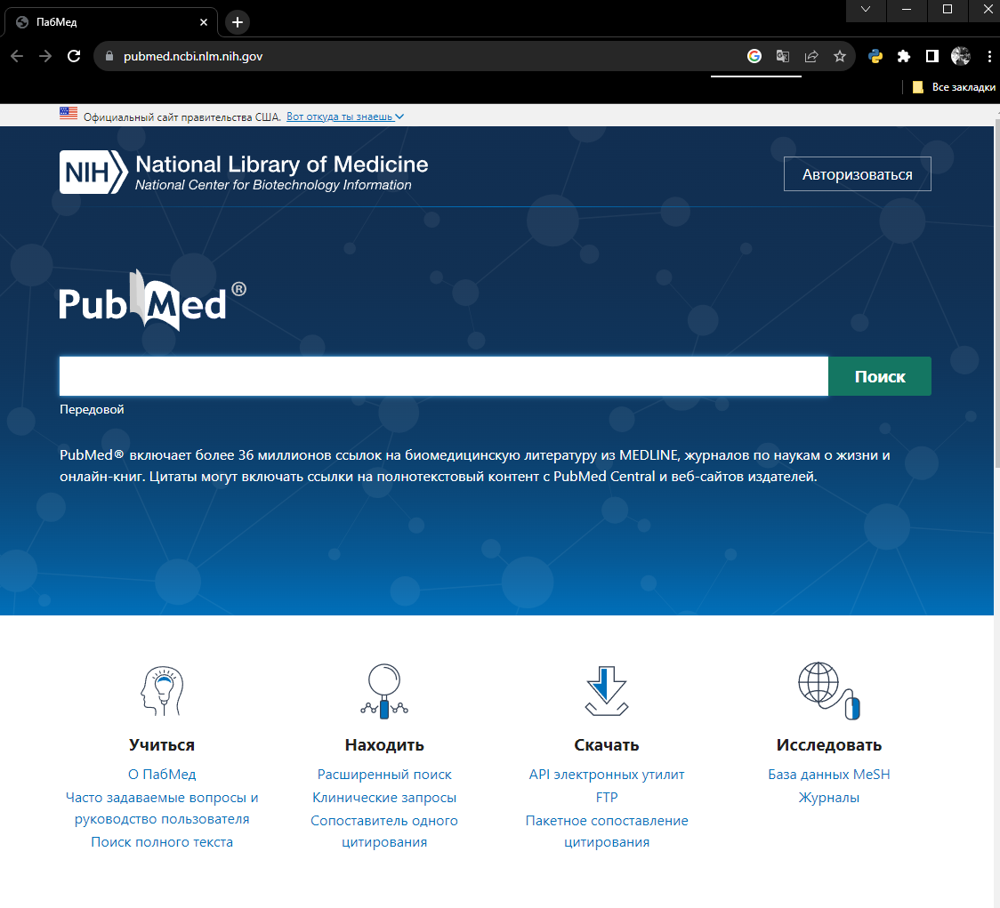 ПабМед
pubmed.ncbi.nlm.nih.gov
Все закладки
Официальный сайт правительства США. Вот откуда ты знаешь
NIH National Library of Medicine
National Center for Biotechnology Information
Авторизоваться
PubMed®
Поиск
Передовой
PubMed® включает более 36 миллионов ссылок на биомедицинскую литературу из MEDLINE, журналов по наукам о жизни и
онлайн-книг. Цитаты могут включать ссылки на полнотекстовый контент с PubMed Central и веб-сайтов издателей.
Учиться
О ПабМед
Часто задаваемые вопросы и
руководство пользователя
Поиск полного текста
Находить
Расширенный поиск
Клинические запросы
Сопоставитель одного
цитирования
Скачать
API электронных утилит
FTP
Пакетное сопоставление
цитирования
Исследовать
База данных MeSH
Журналы